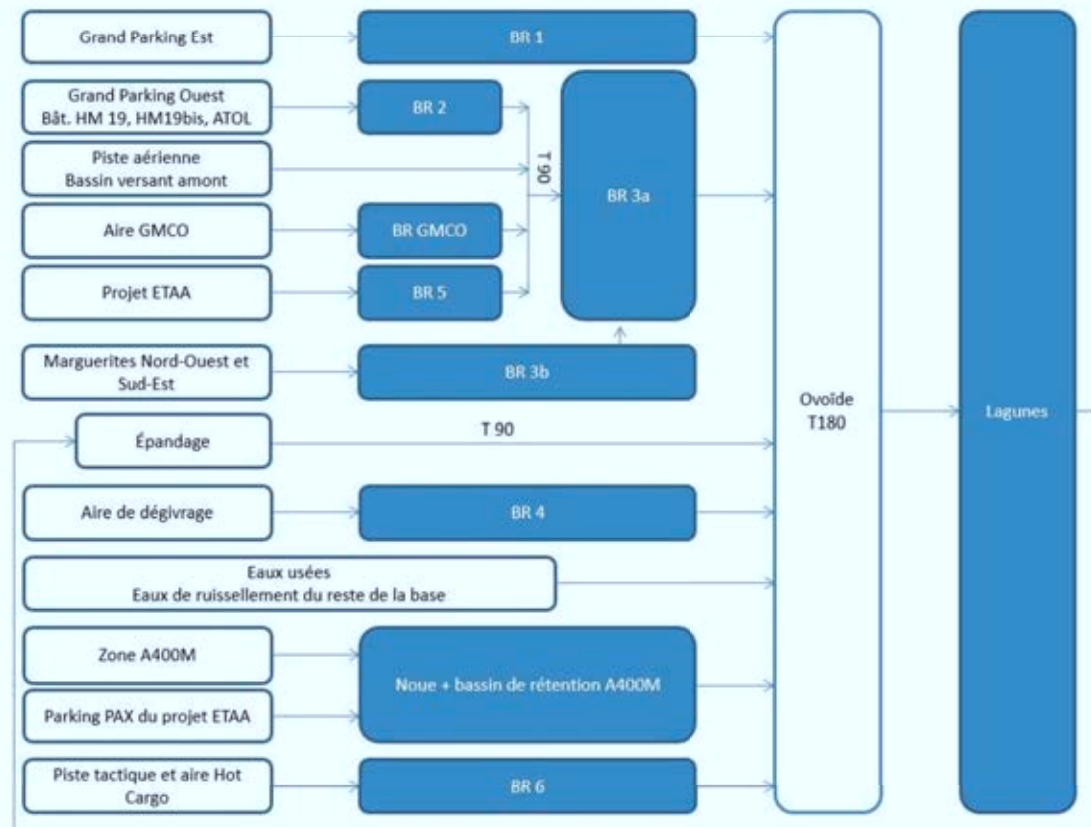 Grand Parking Est
BR 1
Grand Parking Ouest
Bât. HM 19, HM19bis, ATOL
BR 2
Piste aérienne
Bassin versant amont
T 90
BR 3a
Aire GMCO
BR GMCO
Projet ETAA
BR 5
Marguerites Nord-Ouest et
Sud-Est
BR 3b
Épandage
T 90
Aire de dégivrage
BR 4
Eaux usées
Eaux de ruissellement du reste de la base
Zone A400M
Noue + bassin de rétention A400M
Parking PAX du projet ETAA
Piste tactique et aire Hot
Cargo
BR 6
Ovoïde
T180
Lagunes